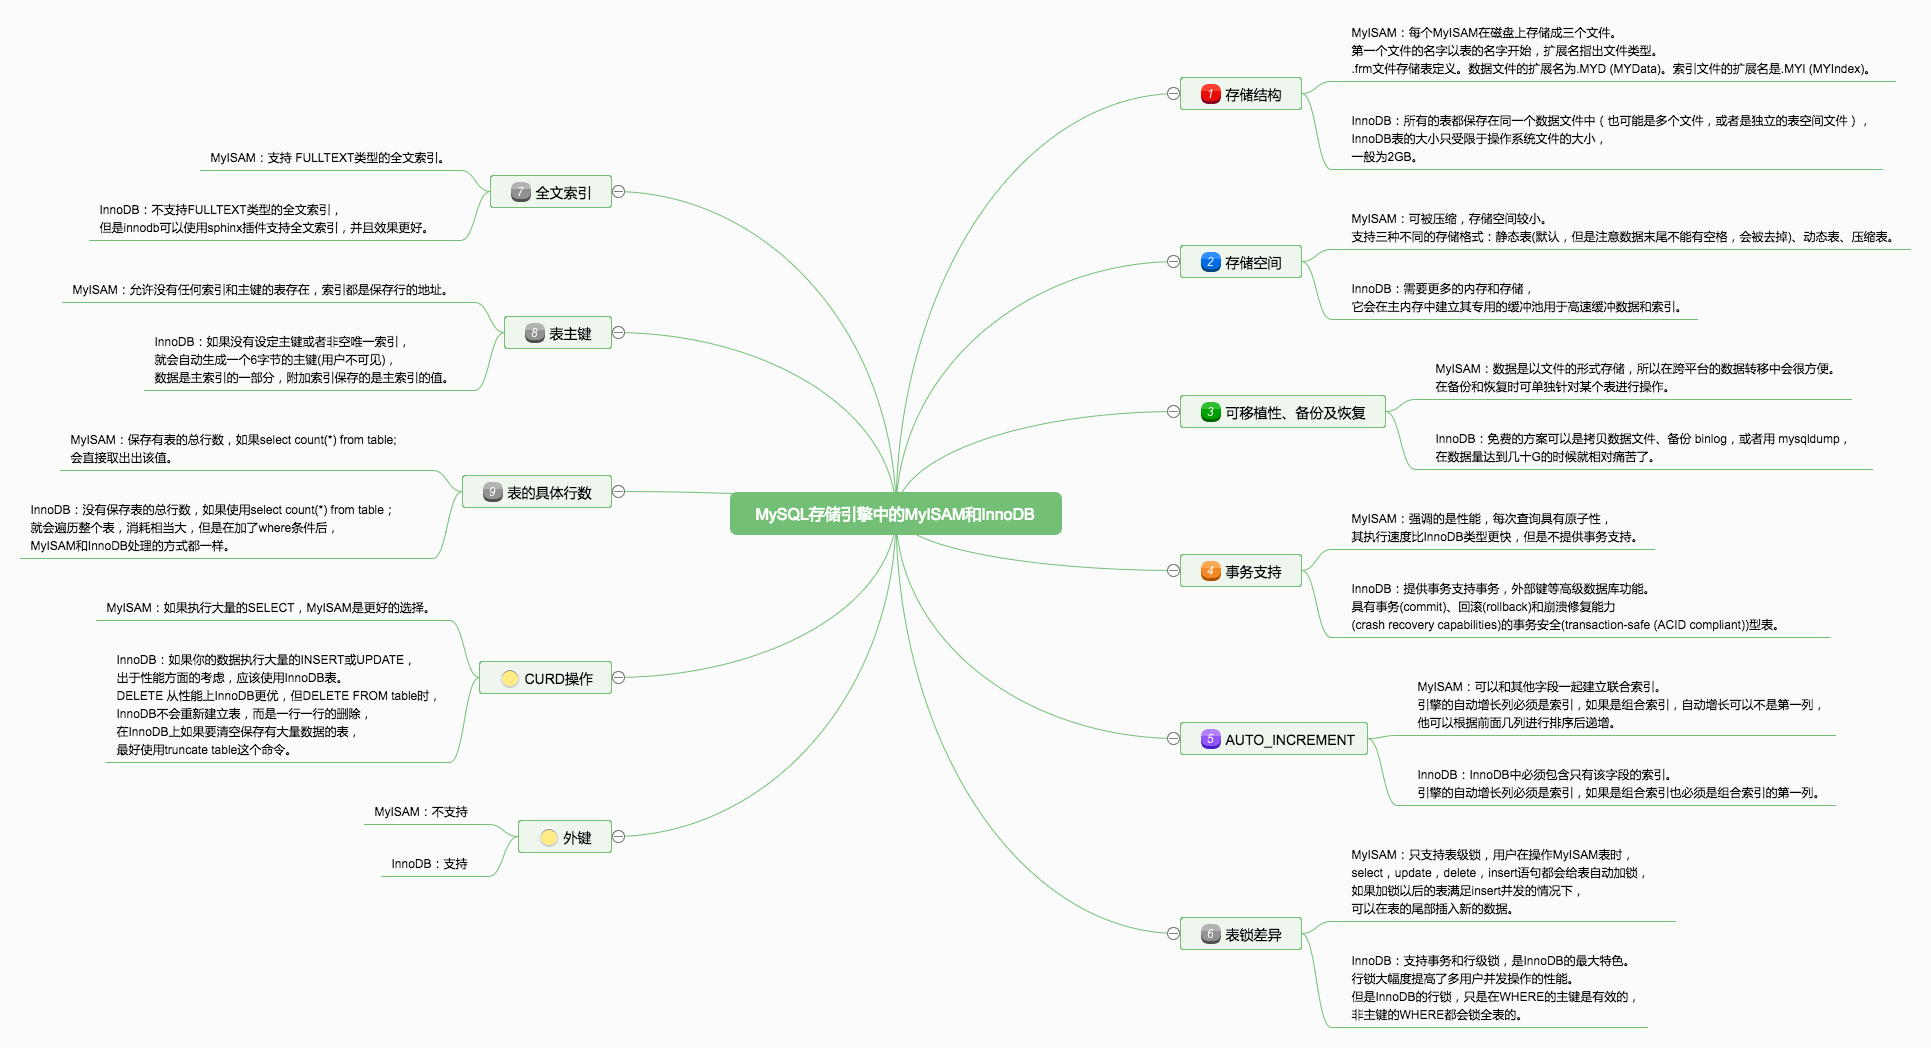 MySQL存储引擎中的MyISAM和InnoDB
1 存储结构
MyISAM：每个MyISAM在磁盘上存储成三个文件。
第一个文件的名字以表的名字开始，扩展名指出文件类型。
.frm文件存储表定义。数据文件的扩展名为.MYD (MYData)。索引文件的扩展名是.MYI (MYIndex)。
InnoDB：所有的表都保存在同一个数据文件中（也可能是多个文件，或者是独立的表空间文件），
InnoDB表的大小只受限于操作系统文件的大小，
一般为2GB。
2 存储空间
MyISAM：可被压缩，存储空间较小。
支持三种不同的存储格式：静态表(默认，但是注意数据末尾不能有空格，会被去掉)、动态表、压缩表。
InnoDB：需要更多的内存和存储，
它会在主内存中建立其专用的缓冲池用于高速缓冲数据和索引。
3 可移植性、备份及恢复
MyISAM：数据是以文件的形式存储，所以在跨平台的数据转移中会很方便。
在备份和恢复时可单独针对某个表进行操作。
InnoDB：免费的方案可以是拷贝数据文件、备份 binlog，或者用 mysqldump，
在数据量达到几十G的时候就相对痛苦了。
4 事务支持
MyISAM：强调的是性能，每次查询具有原子性，
其执行速度比InnoDB类型更快，但是不提供事务支持。
InnoDB：提供事务支持事务，外部键等高级数据库功能。
具有事务(commit)、回滚(rollback)和崩溃修复能力
(crash recovery capabilities)的事务安全(transaction-safe (ACID compliant))型表。
5 AUTO_INCREMENT
MyISAM：可以和其他字段一起建立联合索引。
引擎的自动增长列必须是索引，如果是组合索引，自动增长可以不是第一列，
他可以根据前面几列进行排序后递增。
InnoDB：InnoDB中必须包含只有该字段的索引。
引擎的自动增长列必须是索引，如果是组合索引也必须是组合索引的第一列。
6 表锁差异
MyISAM：只支持表级锁，用户在操作MyISAM表时，
select，update，delete，insert语句都会给表自动加锁，
如果加锁以后的表满足insert并发的情况下，
可以在表的尾部插入新的数据。
InnoDB：支持事务和行级锁，是InnoDB的最大特色。
行锁大幅度提高了多用户并发操作的性能。
但是InnoDB的行锁，只是在WHERE的主键是有效的，
非主键的WHERE都会锁全表的。
7 全文索引
MyISAM：支持 FULLTEXT类型的全文索引。
InnoDB：不支持FULLTEXT类型的全文索引，
但是innodb可以使用sphinx插件支持全文索引，并且效果更好。
8 表主键
MyISAM：允许没有任何索引和主键的表存在，索引都是保存行的地址。
InnoDB：如果没有设定主键或者非空唯一索引，
就会自动生成一个6字节的主键(用户不可见)，
数据是主索引的一部分，附加索引保存的是主索引的值。
9 表的具体行数
MyISAM：保存有表的总行数，如果select count(*) from table;
会直接取出出该值。
InnoDB：没有保存表的总行数，如果使用select count(*) from table；
就会遍历整个表，消耗相当大，但是在加了where条件后，
MyISAM和InnoDB处理的方式都一样。
CURD操作
MyISAM：如果执行大量的SELECT，MyISAM是更好的选择。
InnoDB：如果你的数据执行大量的INSERT或UPDATE，
出于性能方面的考虑，应该使用InnoDB表。
DELETE 从性能上InnoDB更优，但DELETE FROM table时，
InnoDB不会重新建立表，而是一行一行的删除，
在InnoDB上如果要清空保存有大量数据的表，
最好使用truncate table这个命令。
外键
MyISAM：不支持
InnoDB：支持